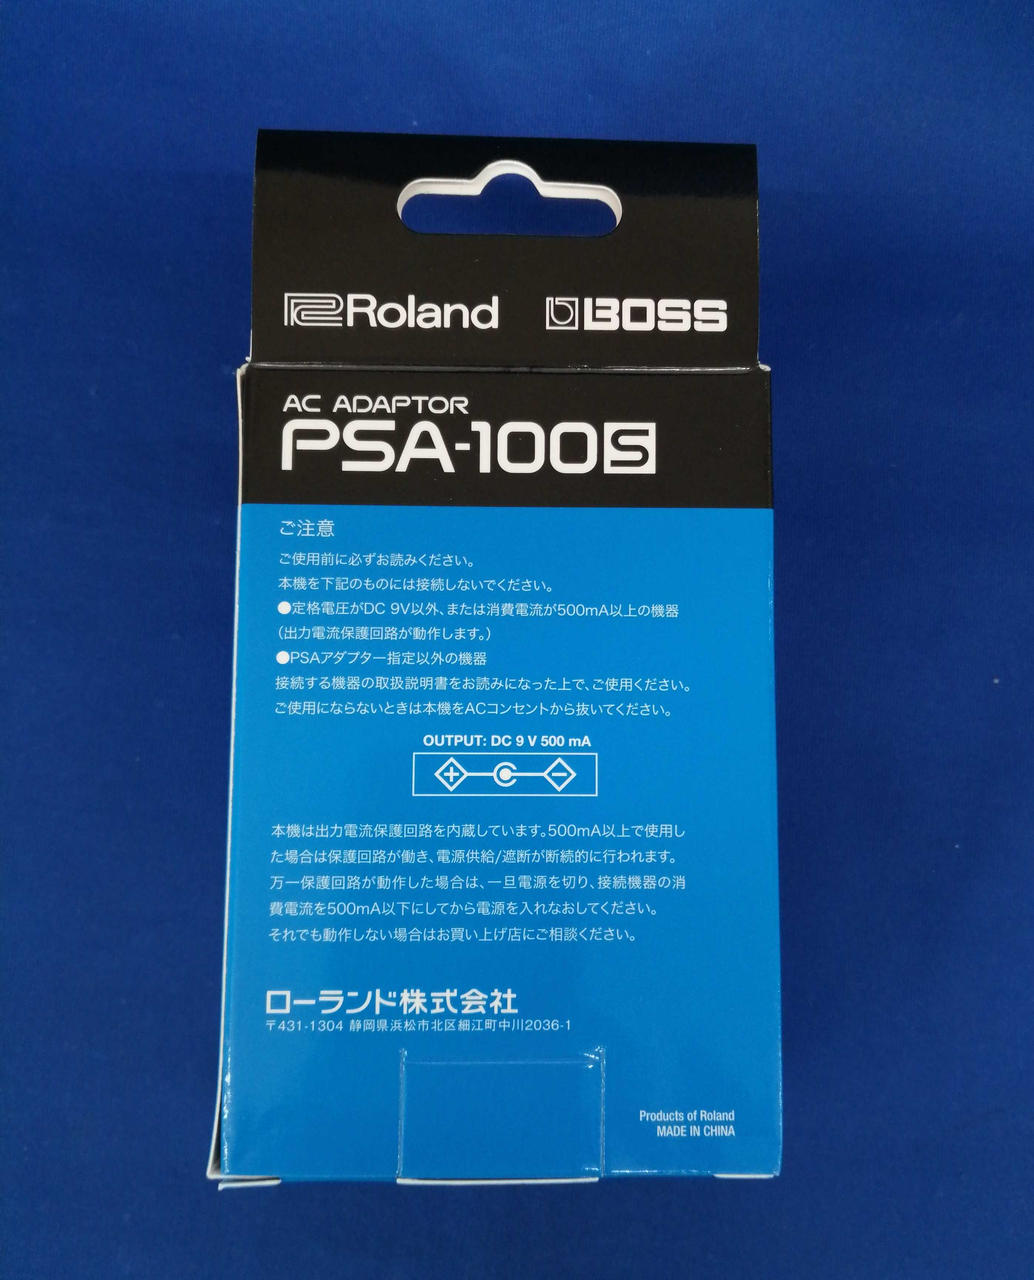 Roland BOSS
AC ADAPTOR
PSA-100S
ご注意
ご使用前に必ずお読みください。
本機を下記のものには接続しないでください。
●定格電圧がDC 9V以外、または消費電流が500mA以上の機器
（出力電流保護回路が動作します。）
●PSAアダプター指定以外の機器
接続する機器の取扱説明書をお読みになった上で、ご使用ください。
ご使用にならないときは本機をACコンセントから抜いてください。
OUTPUT: DC 9 V 500 mA
本機は出力電流保護回路を内蔵しています。500mA以上で使用し
た場合は保護回路が働き、電源供給/遮断が断続的に行われます。
万一保護回路が動作した場合は、一旦電源を切り、接続機器の消
費電流を500mA以下にしてから電源を入れなおしてください。
それでも動作しない場合はお買い上げ店にご相談ください。
ローランド株式会社
〒431-1304 静岡県浜松市北区細江町中川2036-1
Products of Roland
MADE IN CHINA